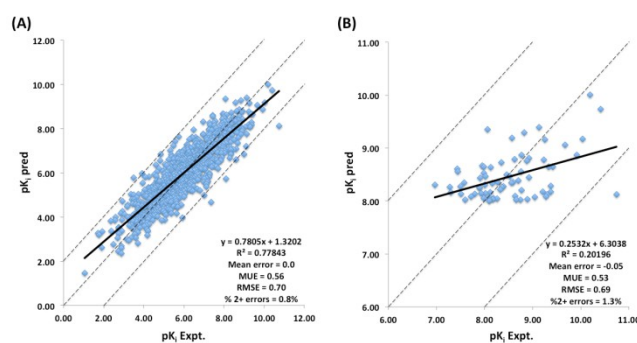 (A)
12.00
10.00
8.00
6.00
4.00
2.00
0.00
pKi pred
0.00 2.00 4.00 6.00 8.00 10.00 12.00
pKi Expt.
y = 0.7805x + 1.3202
R² = 0.77843
Mean error = 0.0
MUE = 0.56
RMSE = 0.70
% 2+ errors = 0.8%
(B)
11.00
10.00
9.00
8.00
7.00
6.00
pKi pred
6.00 7.00 8.00 9.00 10.00 11.00
pKi Expt.
y = 0.2532x + 6.3038
R² = 0.20196
Mean error = -0.05
MUE = 0.53
RMSE = 0.69
%2+ errors = 1.3%